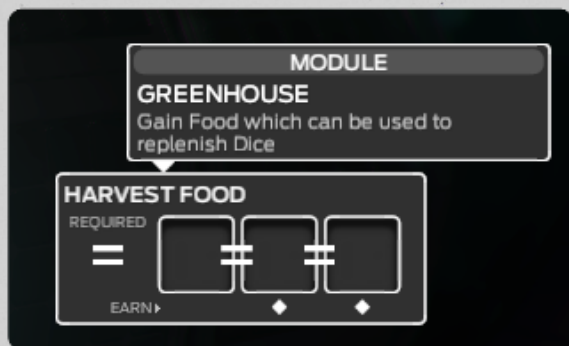 MODULE
GREENHOUSE
Gain Food which can be used to
replenish Dice
HARVEST FOOD
REQUIRED
= = =
EARN